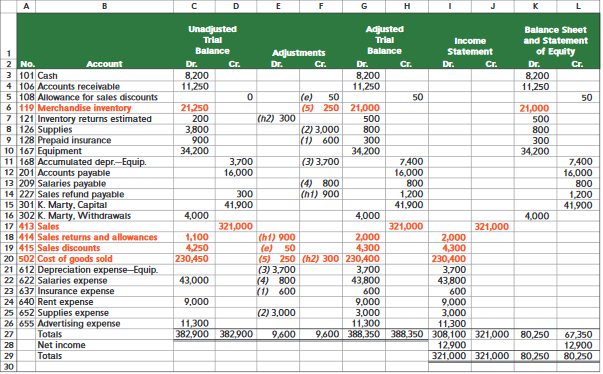 A B C D E F G H I J K L
Unadjusted Trial Balance Adjustments Adjusted Trial Balance Income Statement Balance Sheet and Statement of Equity
1
2 No. Account Dr. Cr. Dr. Cr. Dr. Cr. Dr. Cr. Dr. Cr.
3 101 Cash 8,200 8,200 8,200
4 106 Accounts receivable 11,250 11,250 11,250
5 108 Allowance for sales discounts 0 (e) 50 50 50
6 119 Merchandise inventory 21,250 (5) 250 21,000 21,000
7 121 Inventory returns estimated 200 (h2) 300 500 500
8 126 Supplies 3,800 (2) 3,000 800 800
9 128 Prepaid insurance 900 (1) 600 300 300
10 167 Equipment 34,200 34,200 34,200
11 168 Accumulated depr.—Equip. 3,700 (3) 3,700 7,400 7,400
12 201 Accounts payable 16,000 16,000 16,000
13 209 Salaries payable (4) 800 800 800
14 227 Sales refund payable 300 (h1) 900 1,200 1,200
15 301 K. Marty, Capital 41,900 41,900 41,900
16 302 K. Marty, Withdrawals 4,000 4,000 4,000
17 413 Sales 321,000 321,000 321,000
18 414 Sales returns and allowances 1,100 (h1) 900 2,000 2,000
19 415 Sales discounts 4,250 (e) 50 4,300 4,300
20 502 Cost of goods sold 230,450 (5) 250 (h2) 300 230,400 230,400
21 612 Depreciation expense—Equip. (3) 3,700 3,700 3,700
22 622 Salaries expense 43,000 (4) 800 43,800 43,800
23 637 Insurance expense (1) 600 600 600
24 640 Rent expense 9,000 9,000 9,000
25 652 Supplies expense (2) 3,000 3,000 3,000
26 655 Advertising expense 11,300 11,300 11,300
27 Totals 382,900 382,900 9,600 9,600 388,350 388,350 308,100 321,000 80,250 67,350
28 Net income 12,900 12,900
29 Totals 321,000 321,000 80,250 80,250
30